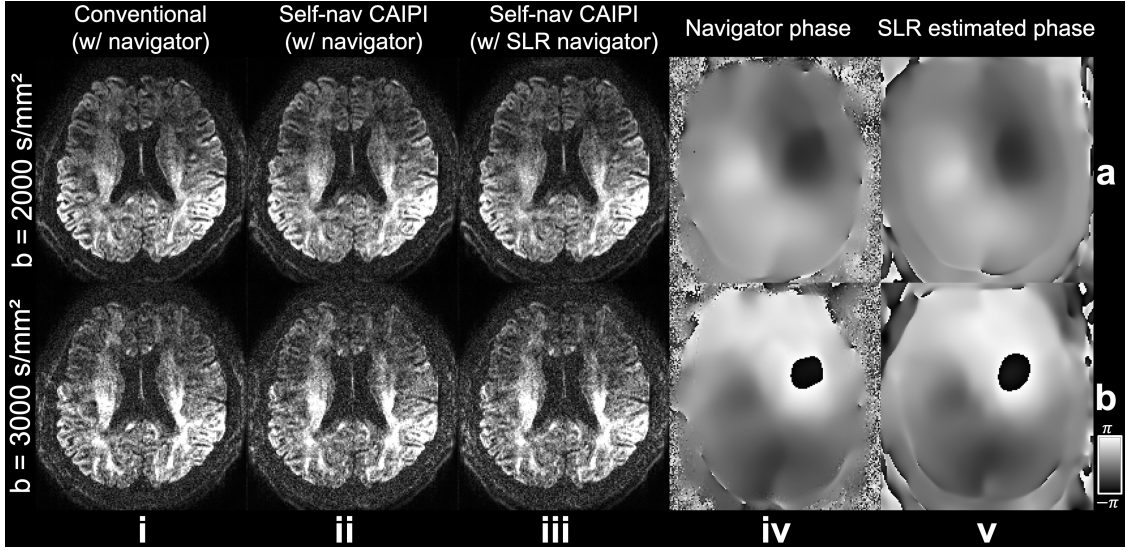 Conventional
(w/ navigator)
Self-nav CAIPI
(w/ navigator)
Self-nav CAIPI
(w/ SLR navigator)
Navigator phase
SLR estimated phase
b = 2000 s/mm²
a
b = 3000 s/mm²
b
π
−π
i
ii
iii
iv
v